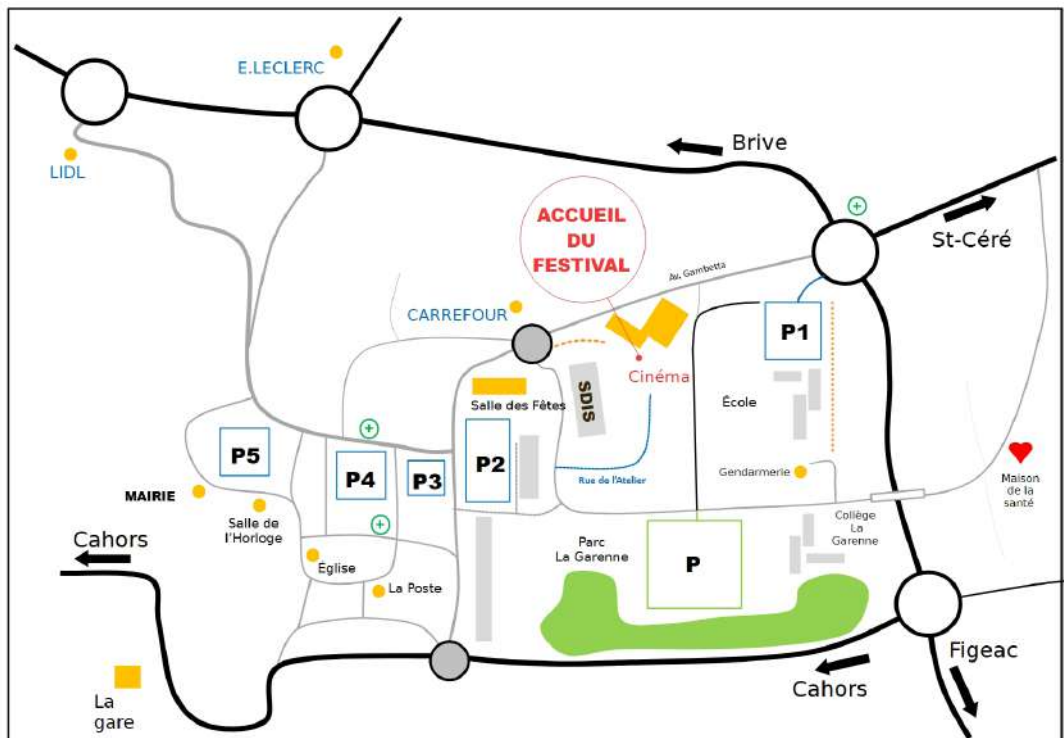 E.LECLERC
LIDL
Brive
St-Céré
ACCUEIL
DU
FESTIVAL
Av. Gambetta
CARREFOUR
P1
Cinéma
SDIS
Salle des Fêtes
École
P5
P4
P3
P2
Rue de l'Atelier
Gendarmerie
Maison
de la
santé
MAIRIE
Salle de
l'Horloge
Collège
La
Garenne
Cahors
Parc
La Garenne
P
Église
La Poste
Figeac
Cahors
La
gare